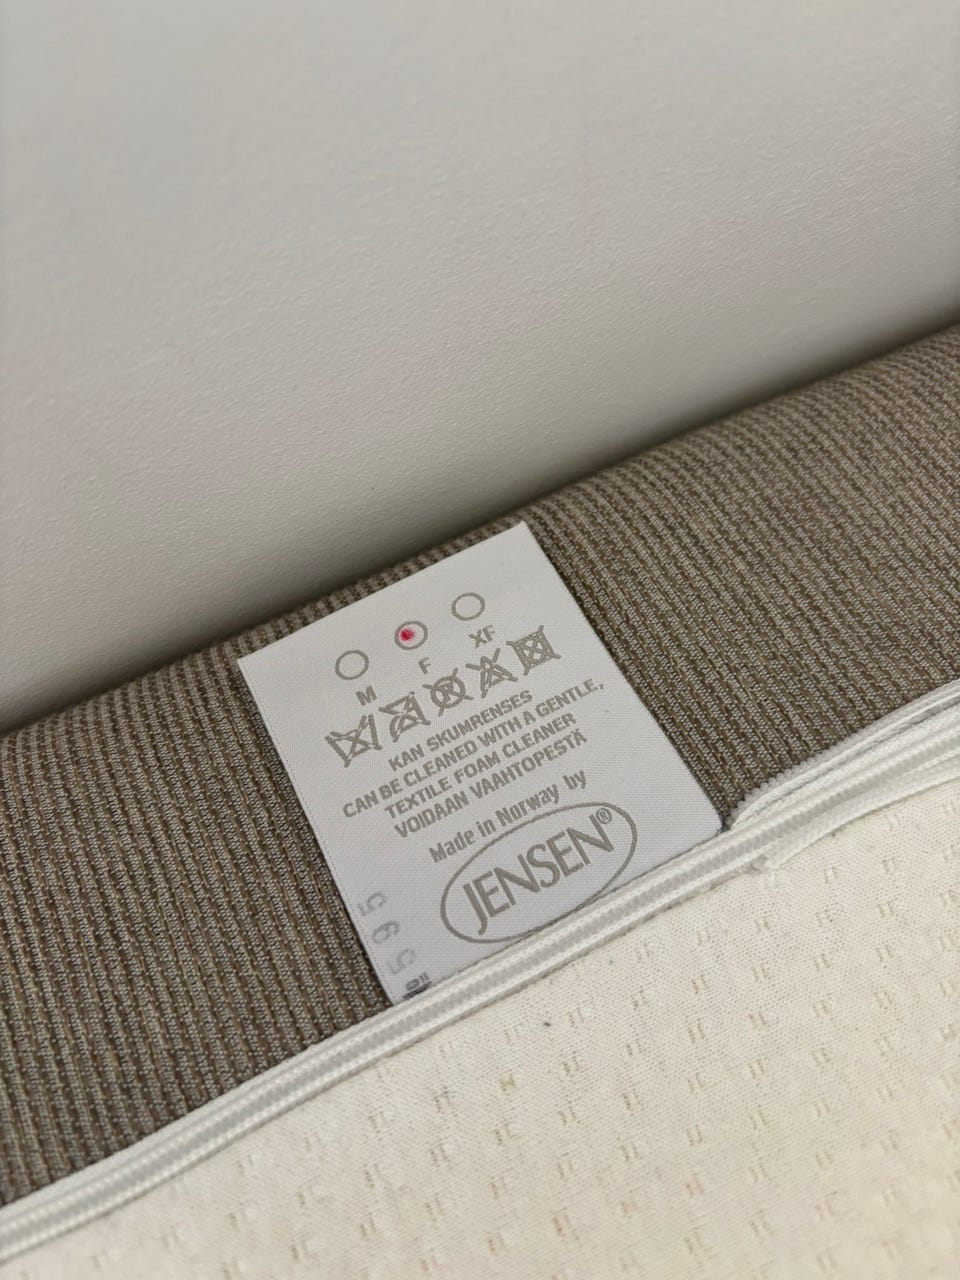 M F XF
KAN SKUMRENSES
CAN BE CLEANED WITH A GENTLE,
TEXTILE FOAM CLEANER
VOIDAAN VAAHTOPESTÄ
Made in Norway by
JENSEN®
595